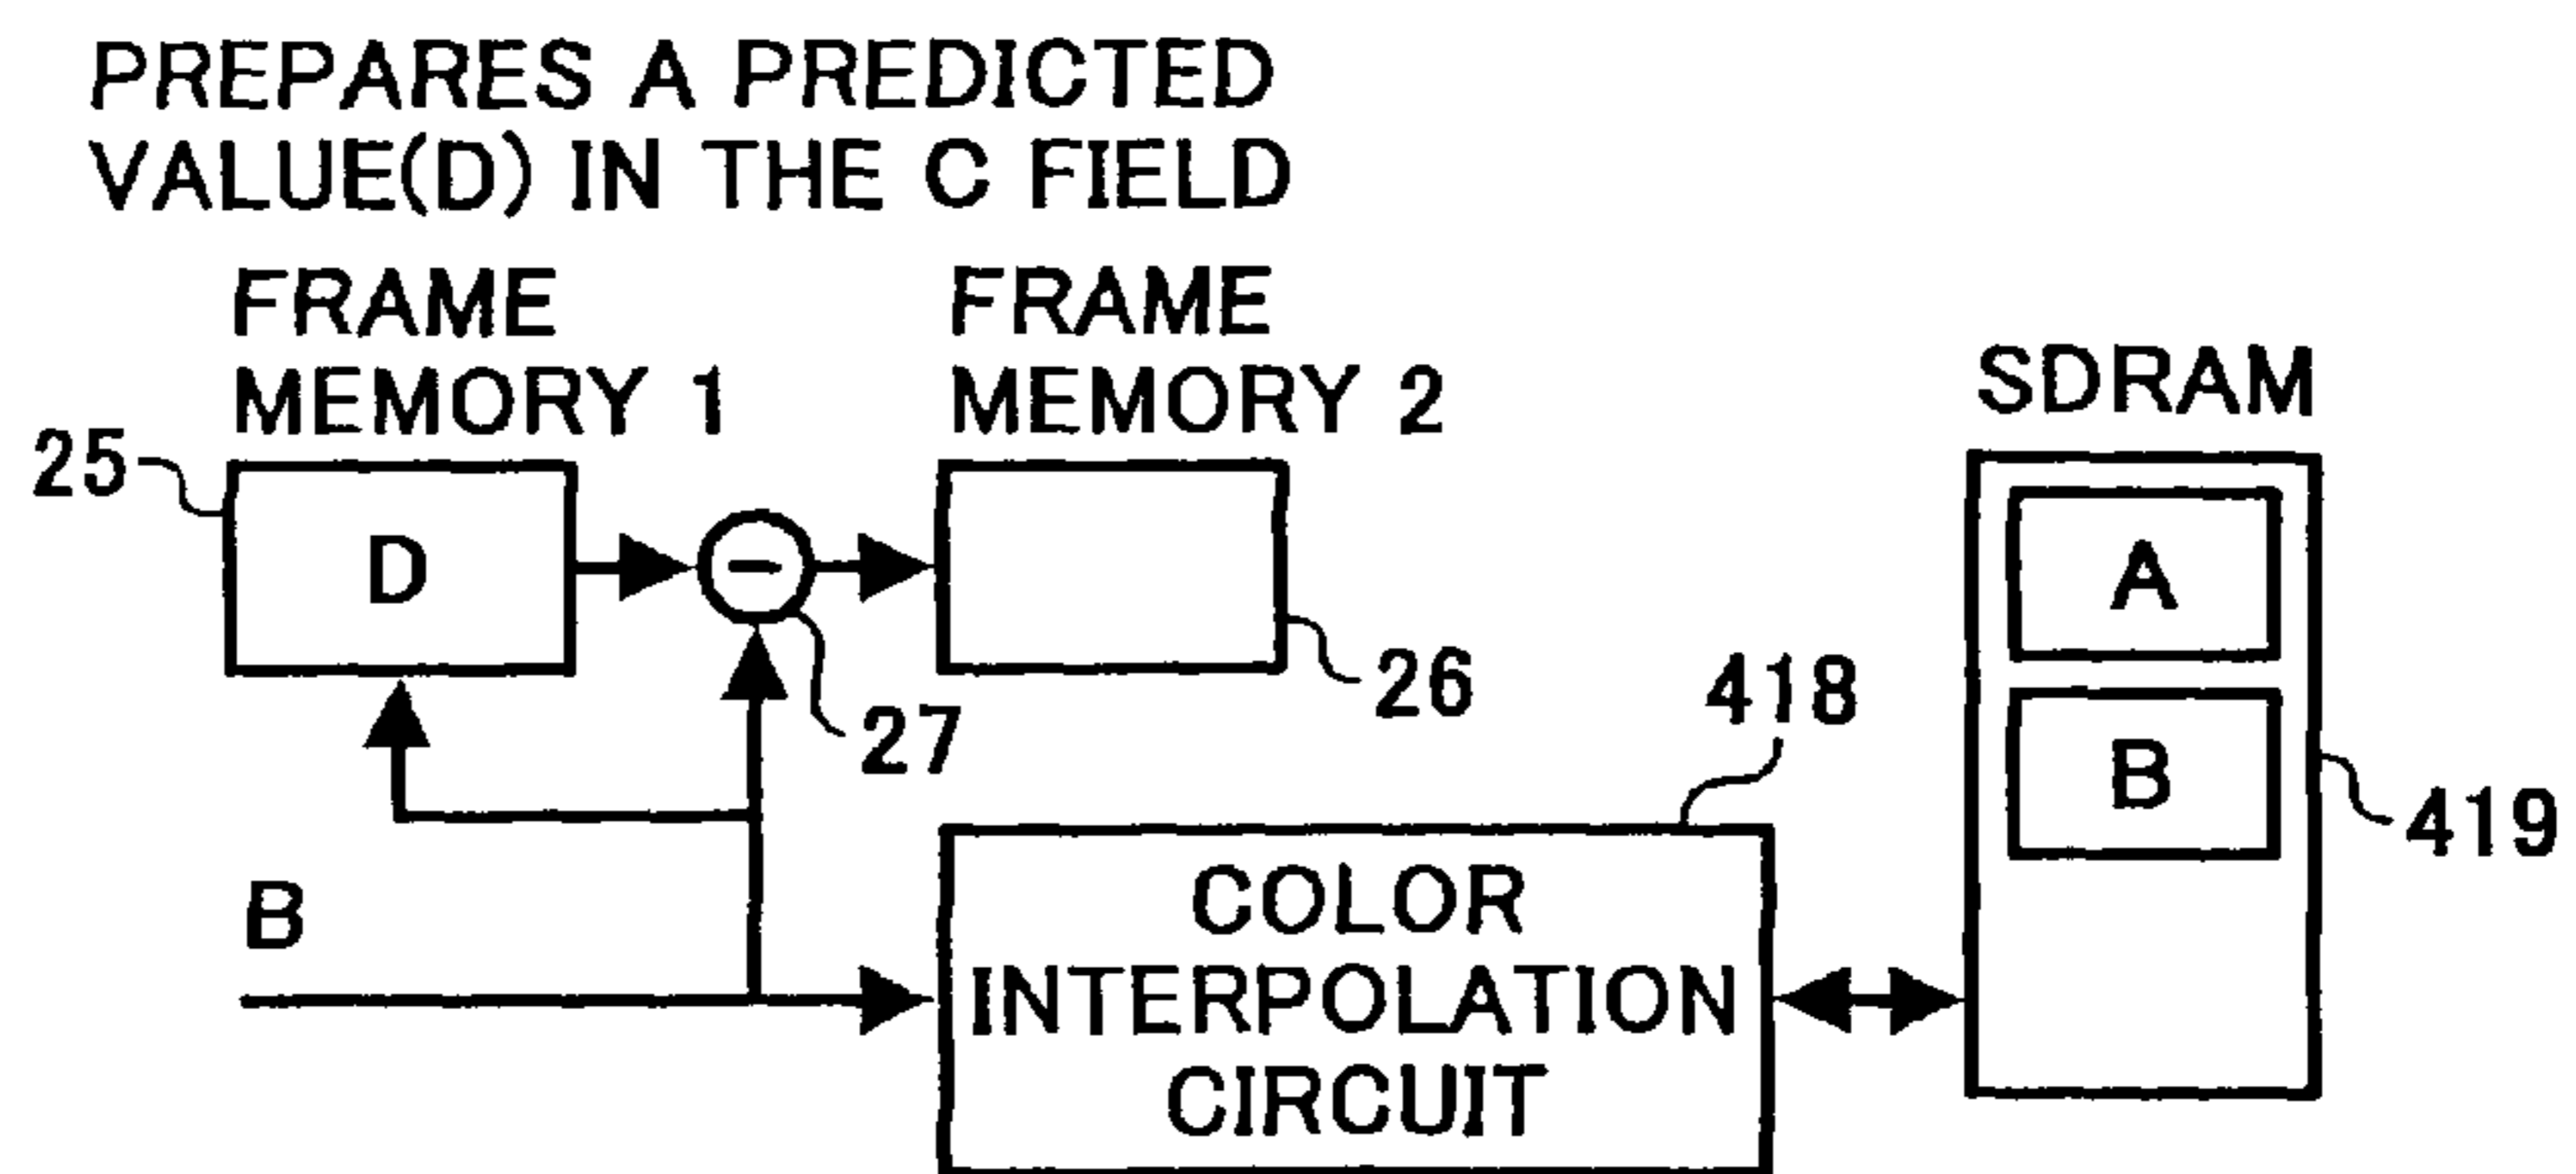 PREPARES A PREDICTED
VALUE(D) IN THE C FIELD
FRAME
MEMORY 1
FRAME
MEMORY 2
SDRAM
25
D
−
26
27
A
B
418
419
B
COLOR
INTERPOLATION
CIRCUIT